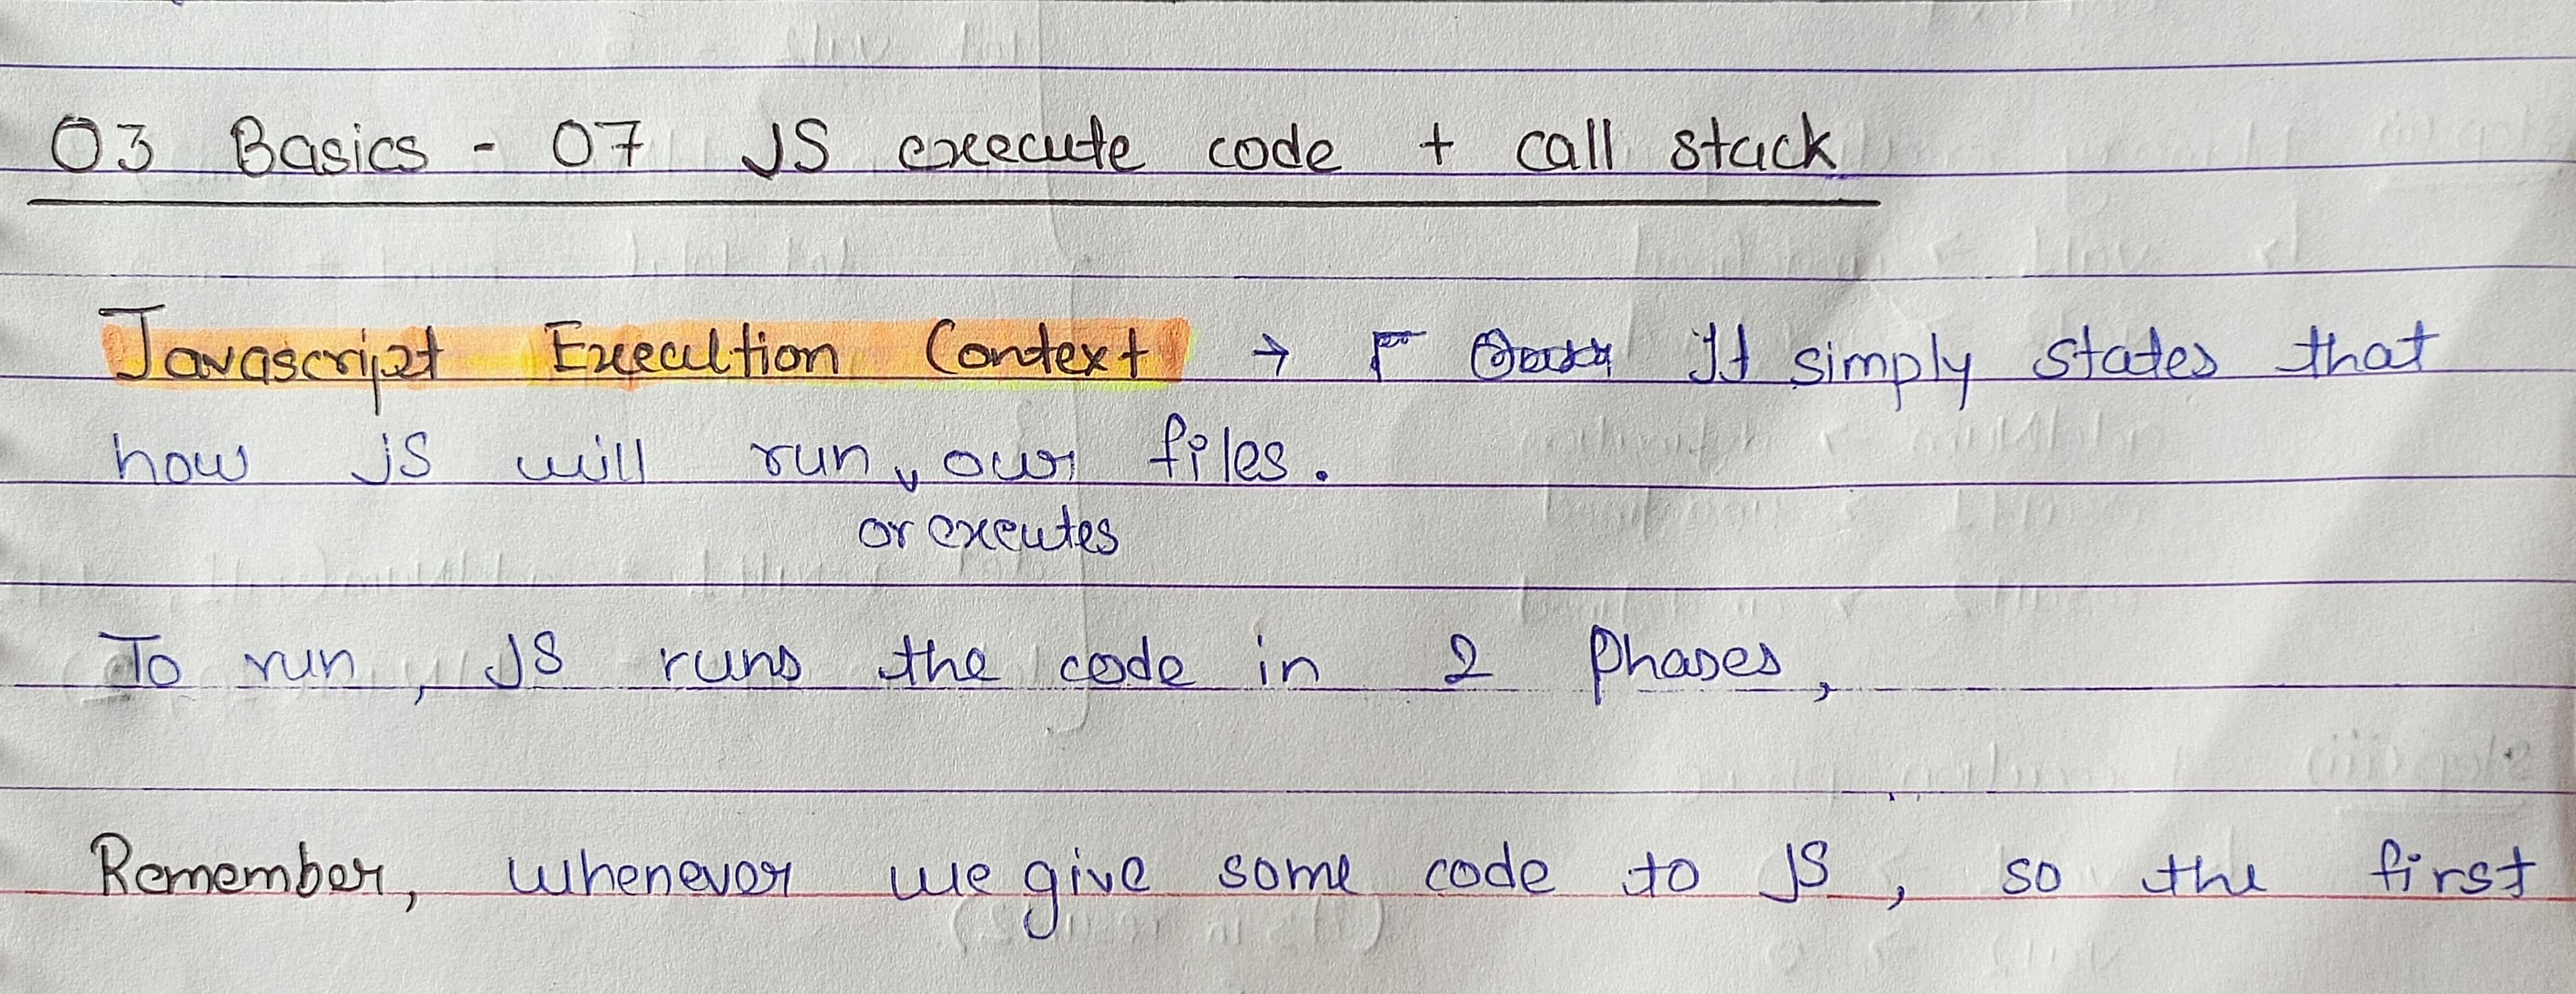 03 Basics - 07 JS execute code + call stack
Javascript Execultion Context → It simply states that
how jS will run our files.
or executes
To run, JS runs the code in 2 Phases,
Remember, whenever we give some code to JS, so the first